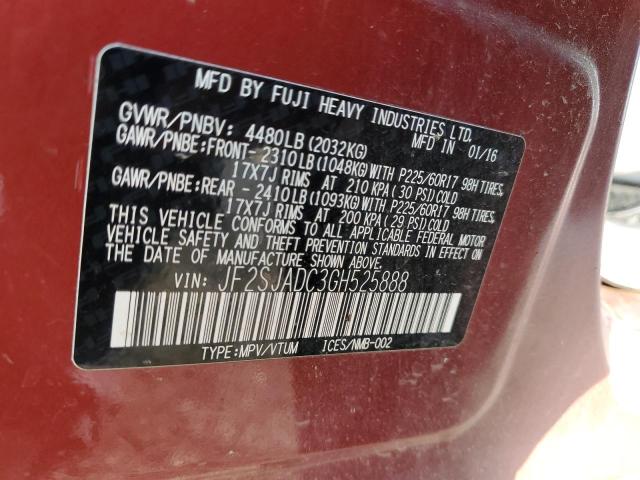 MFD BY FUJI HEAVY INDUSTRIES LTD.
GVWR/PNBV: 4480LB(2032KG) MFD IN 01/16
GAWR/PNBE:FRONT- 2310LB(1048KG)WITH P225/60R17 98H TIRES,
17X7J RIMS AT 210 KPA (30 PSI)COLD
GAWR/PNBE:REAR - 2410LB(1093KG)WITH P225/60R17 98H TIRES,
17X7J RIMS AT 200 KPA (29 PSI)COLD
THIS VEHICLE CONFORMS TO ALL APPLICABLE FEDERAL MOTOR
VEHICLE SAFETY AND THEFT PREVENTION STANDARDS IN EFFECT ON
THE DATE OF MANUFACTURE SHOWN ABOVE.
VIN: JF2SJADC3GH525888
TYPE:MPV/VTUM ICES/NMB-002